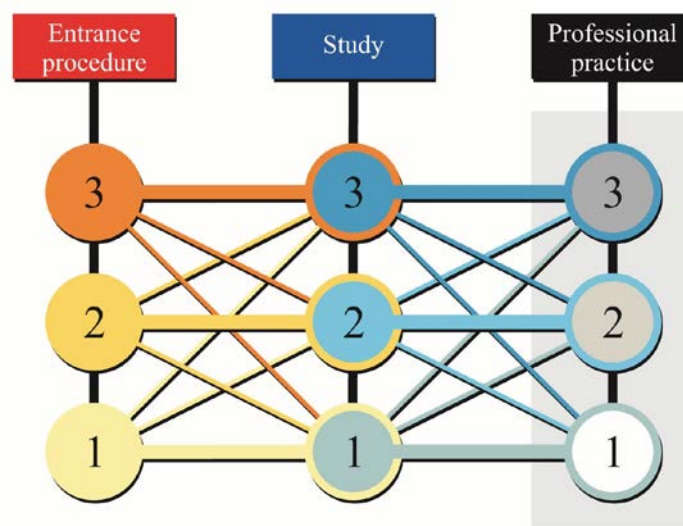 Entrance
procedure
Study
Professional
practice
3 3 3
2 2 2
1 1 1